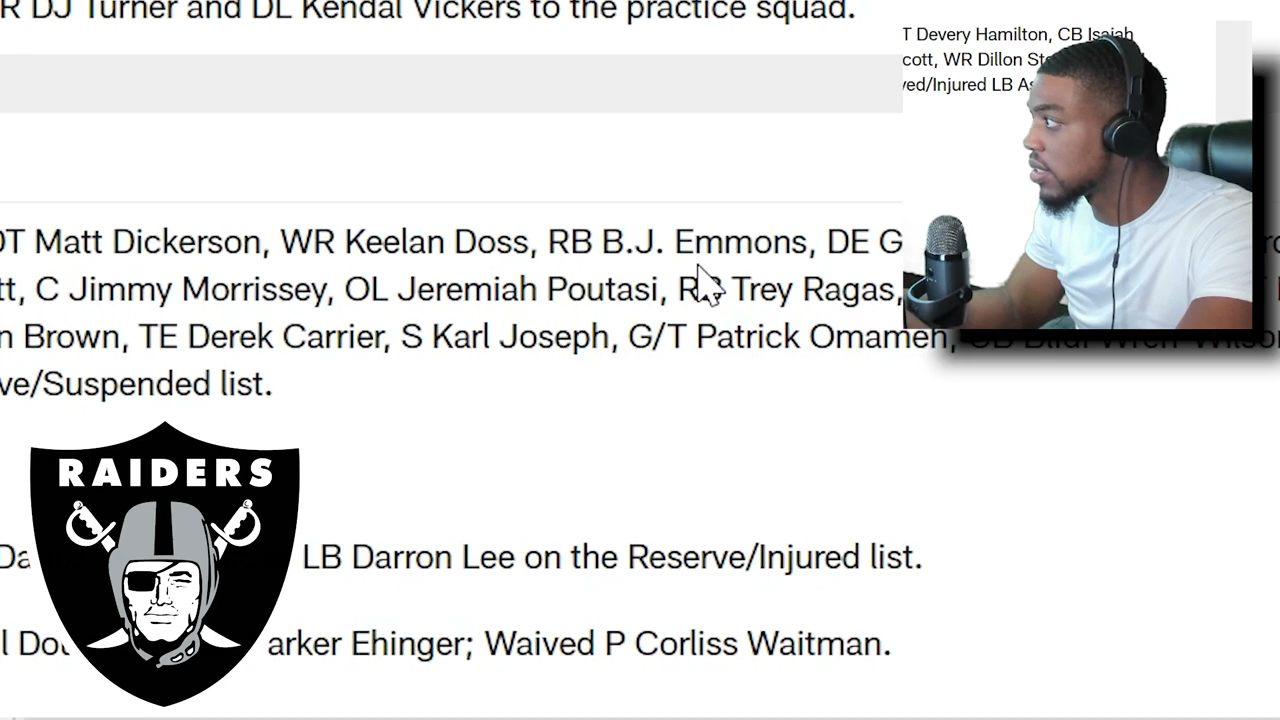 R DJ Turner and DL Kendal Vickers to the practice squad.
T Devery Hamilton, CB Isaiah
cott, WR Dillon
ved/Injured LB
OT Matt Dickerson, WR Keelan Doss, RB B.J. Emmons, DE G
tt, C Jimmy Morrissey, OL Jeremiah Poutasi, RB Trey Ragas,
n Brown, TE Derek Carrier, S Karl Joseph, G/T Patrick Omameh,
ve/Suspended list.
RAIDERS
Da LB Darron Lee on the Reserve/Injured list.
arker Ehinger; Waived P Corliss Waitman.